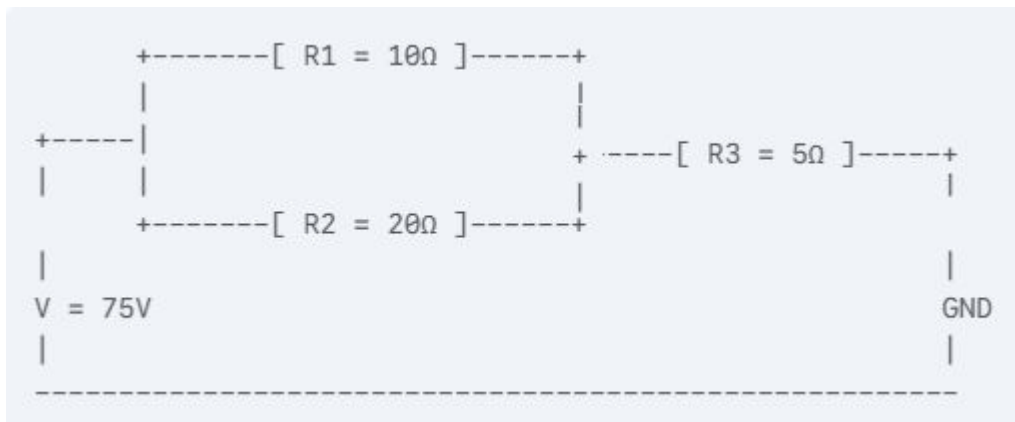 +-------[ R1 = 10Ω ]------+
|                         |
                          |
+-----|
+ ----[ R3 = 5Ω ]-----+
|     |                         |                     |
+-------[ R2 = 20Ω ]------+
|                                                     |
V = 75V                                               GND
|                                                     |
-------------------------------------------------------